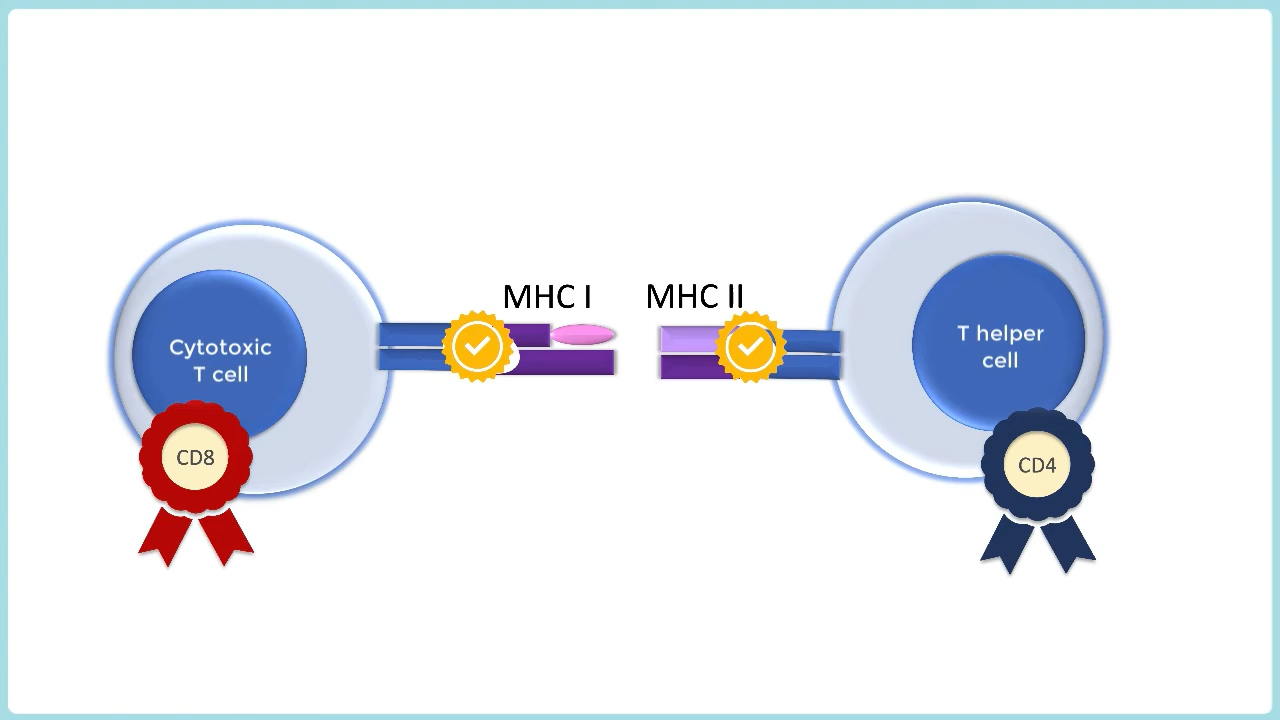 MHC I
MHC II
Cytotoxic
T cell
T helper
cell
CD8
CD4